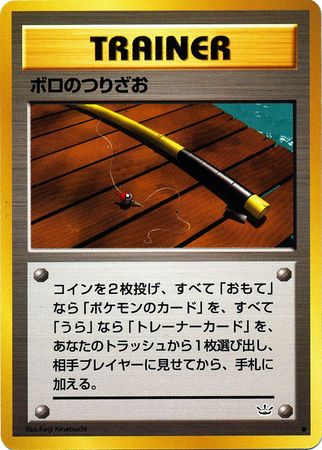 TRAINER
ボロのつりざお
コインを2枚投げ、すべて「おもて」
なら「ポケモンのカード」を、すべて
「うら」なら「トレーナーカード」を、
あなたのトラッシュから1枚選び出し、
相手プレイヤーに見せてから、手札に
加える。
Illus.Keiji Kinebuchi